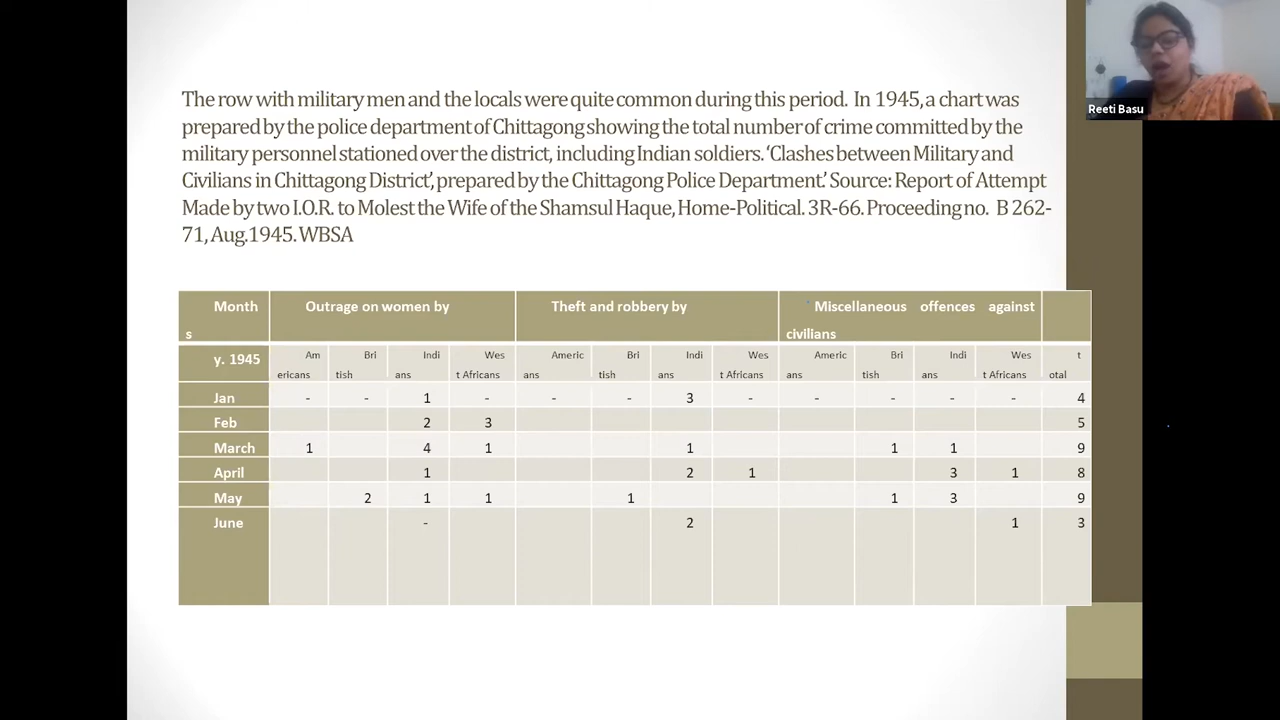 The row with military men and the locals were quite common during this period. In 1945, a chart was
prepared by the police department of Chittagong showing the total number of crime committed by the
military personnel stationed over the district, including Indian soldiers. ‘Clashes between Military and
Civilians in Chittagong District’, prepared by the Chittagong Police Department.’ Source: Report of Attempt
Made by two I.O.R. to Molest the Wife of the Shamsul Haque, Home-Political. 3R-66. Proceeding no. B 262-
71, Aug.1945. WBSA
Reeti Basu
Month
s
Outrage on women by
Theft and robbery by
Miscellaneous offences against
civilians
y. 1945
Am
ericans
Bri
tish
Indi
ans
Wes
t Africans
Americ
ans
Bri
tish
Indi
ans
Wes
t Africans
Americ
ans
Bri
tish
Indi
ans
Wes
t Africans
t
otal
Jan - - 1 - - - 3 - - - - - 4
Feb 2 3 5
March 1 4 1 1 1 1 9
April 1 2 1 3 1 8
May 2 1 1 1 1 3 9
June - 2 1 3